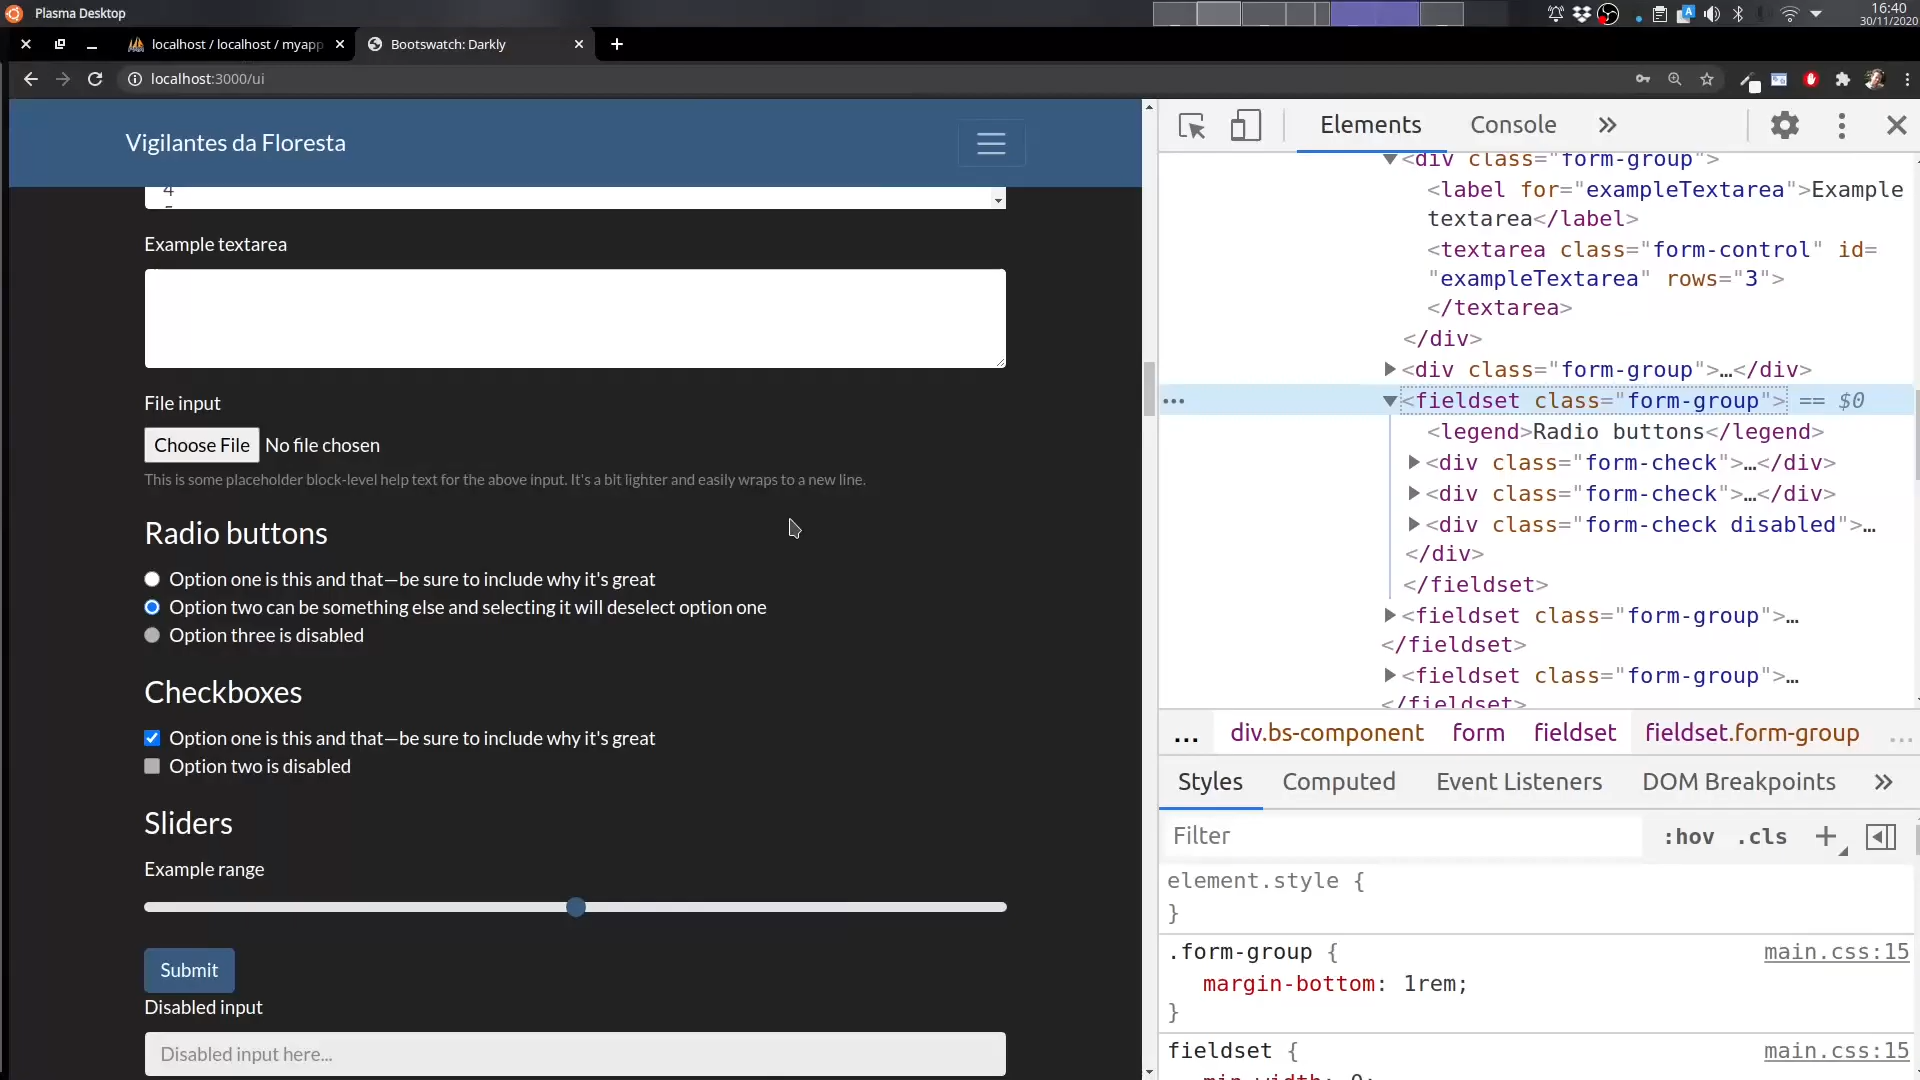 Plasma Desktop
16:40
30/11/2020
localhost / localhost / myapp
Bootswatch: Darkly
localhost:3000/ui
Vigilantes da Floresta
4
Example textarea
File input
Choose File No file chosen
This is some placeholder block-level help text for the above input. It's a bit lighter and easily wraps to a new line.
Radio buttons
Option one is this and that—be sure to include why it's great
Option two can be something else and selecting it will deselect option one
Option three is disabled
Checkboxes
Option one is this and that—be sure to include why it's great
Option two is disabled
Sliders
Example range
Submit
Disabled input
Disabled input here...
Elements Console »
▼<div class="form-group">
<label for="exampleTextarea">Example
textarea</label>
<textarea class="form-control" id=
"exampleTextarea" rows="3">
</textarea>
</div>
▶<div class="form-group">…</div>
▼<fieldset class="form-group"> == $0
<legend>Radio buttons</legend>
▶<div class="form-check">…</div>
▶<div class="form-check">…</div>
▶<div class="form-check disabled">…
</div>
</fieldset>
▶<fieldset class="form-group">…
</fieldset>
▶<fieldset class="form-group">…
</fieldset>
... div.bs-component form fieldset fieldset.form-group ...
Styles Computed Event Listeners DOM Breakpoints »
Filter :hov .cls +
element.style {
}
.form-group { main.css:15
margin-bottom: 1rem;
}
fieldset { main.css:15
min-width: 0;